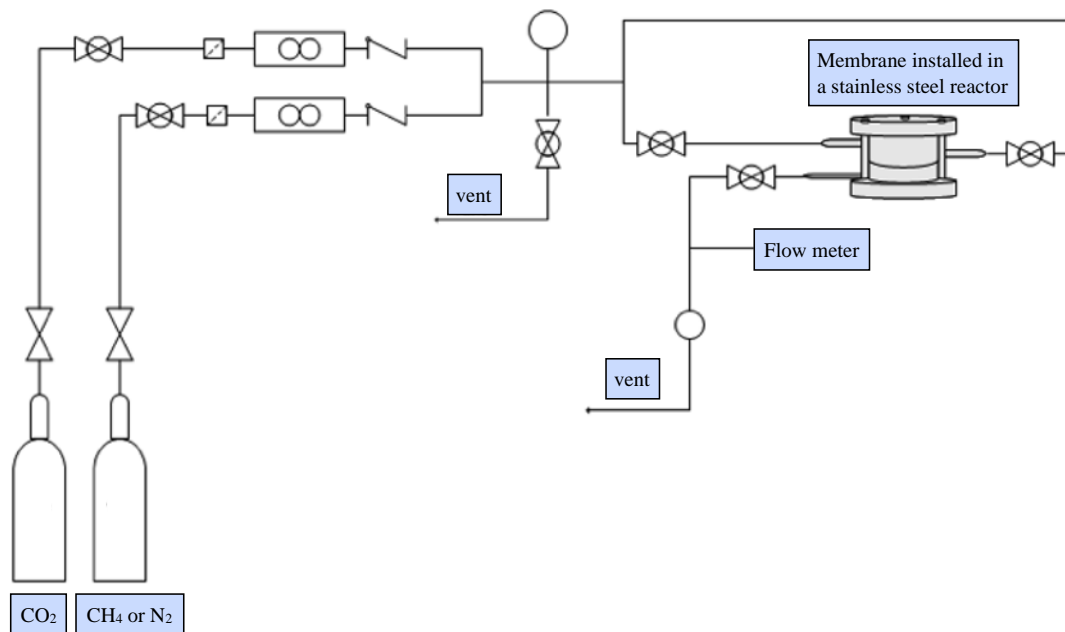 Membrane installed in
a stainless steel reactor
vent
Flow meter
vent
CO₂
CH₄ or N₂